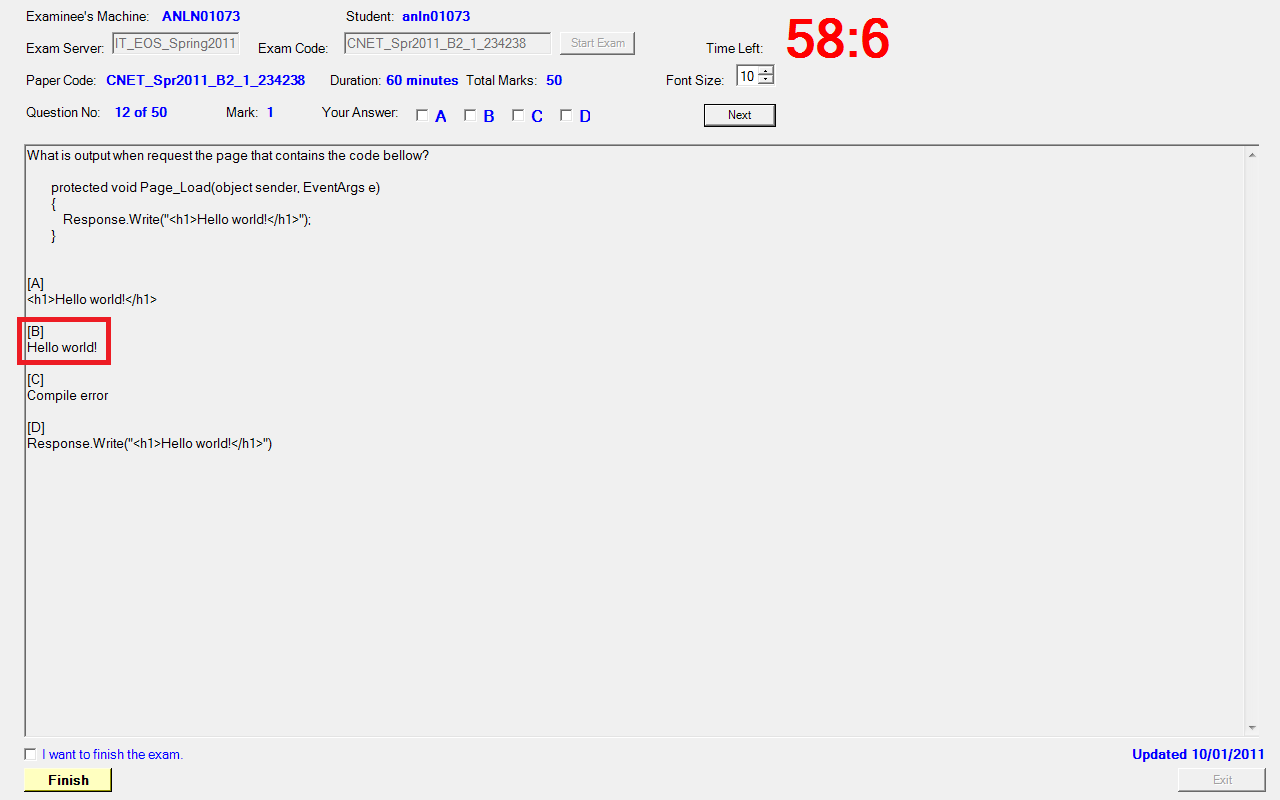 Examinee's Machine: ANLN01073 Student: anln01073
Exam Server: IT_EOS_Spring2011 Exam Code: CNET_Spr2011_B2_1_234238 Start Exam Time Left: 58:6
Paper Code: CNET_Spr2011_B2_1_234238 Duration: 60 minutes Total Marks: 50 Font Size: 10
Question No: 12 of 50 Mark: 1 Your Answer: A B C D Next
What is output when request the page that contains the code bellow?
protected void Page_Load(object sender, EventArgs e)
{
Response.Write("<h1>Hello world!</h1>");
}
[A]
<h1>Hello world!</h1>
[B]
Hello world!
[C]
Compile error
[D]
Response.Write("<h1>Hello world!</h1>")
I want to finish the exam. Updated 10/01/2011
Finish Exit